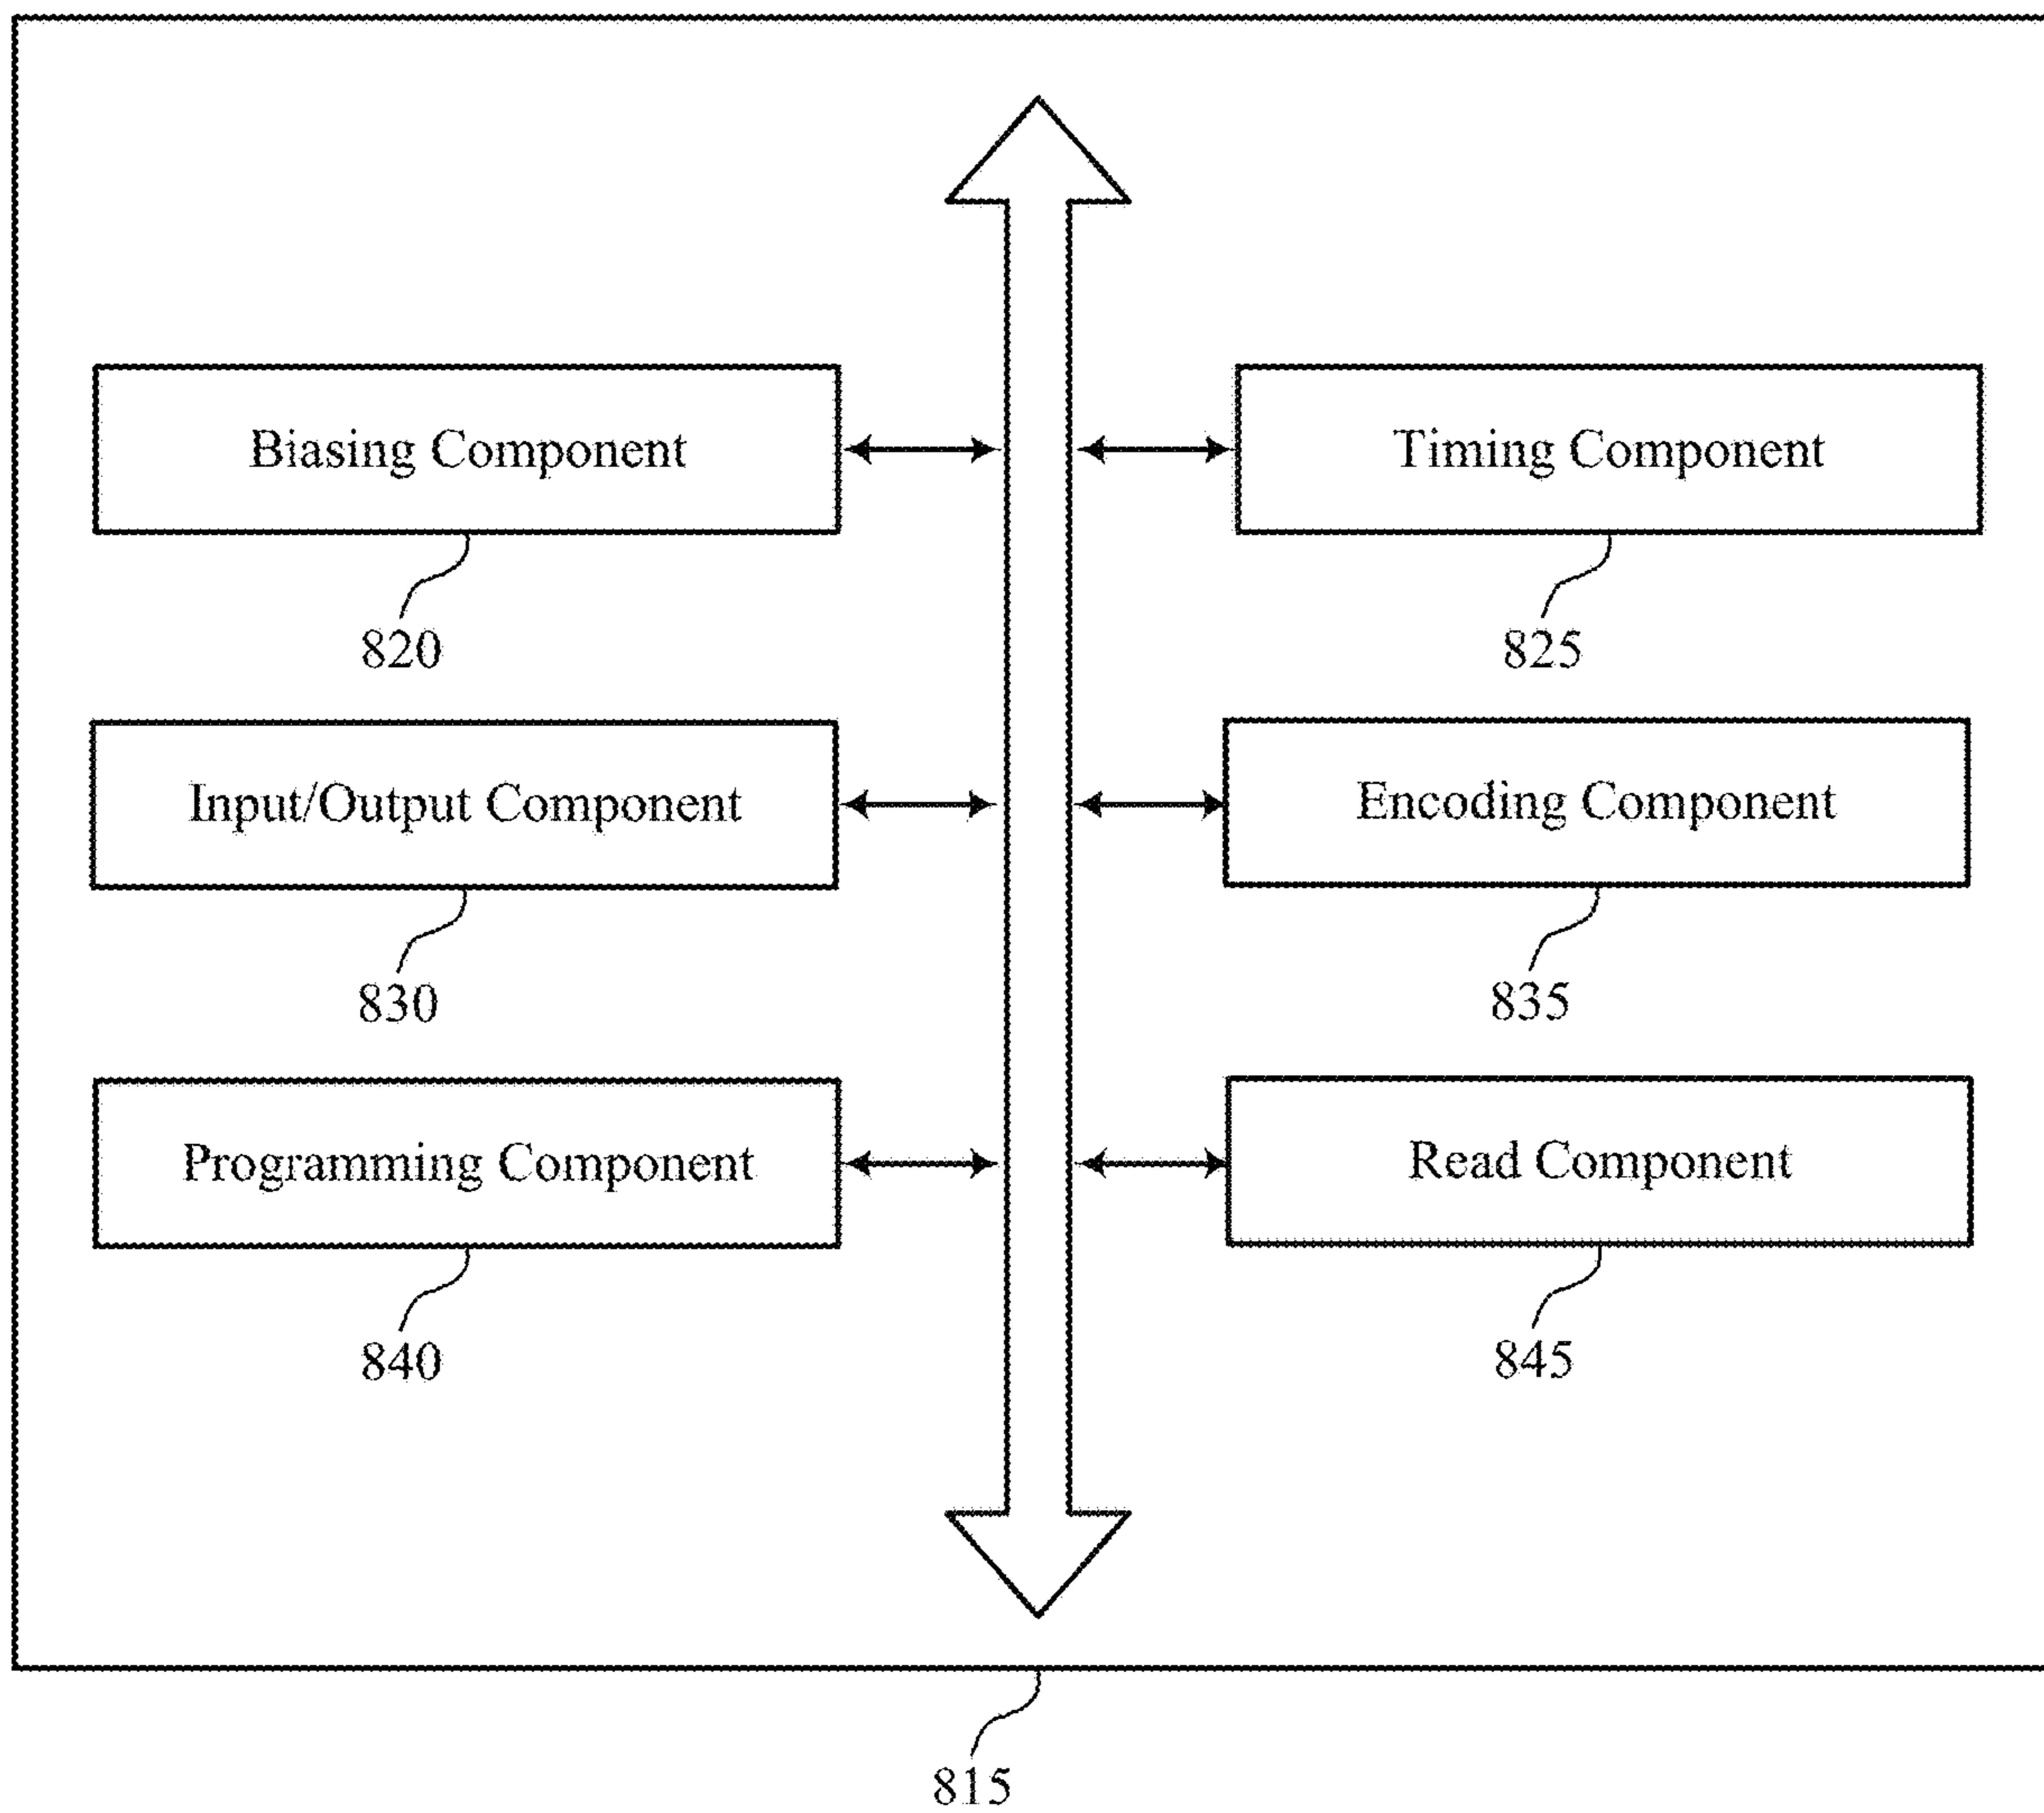 Biasing Component
Timing Component
820
825
Input/Output Component
Encoding Component
830
835
Programming Component
Read Component
840
845
815